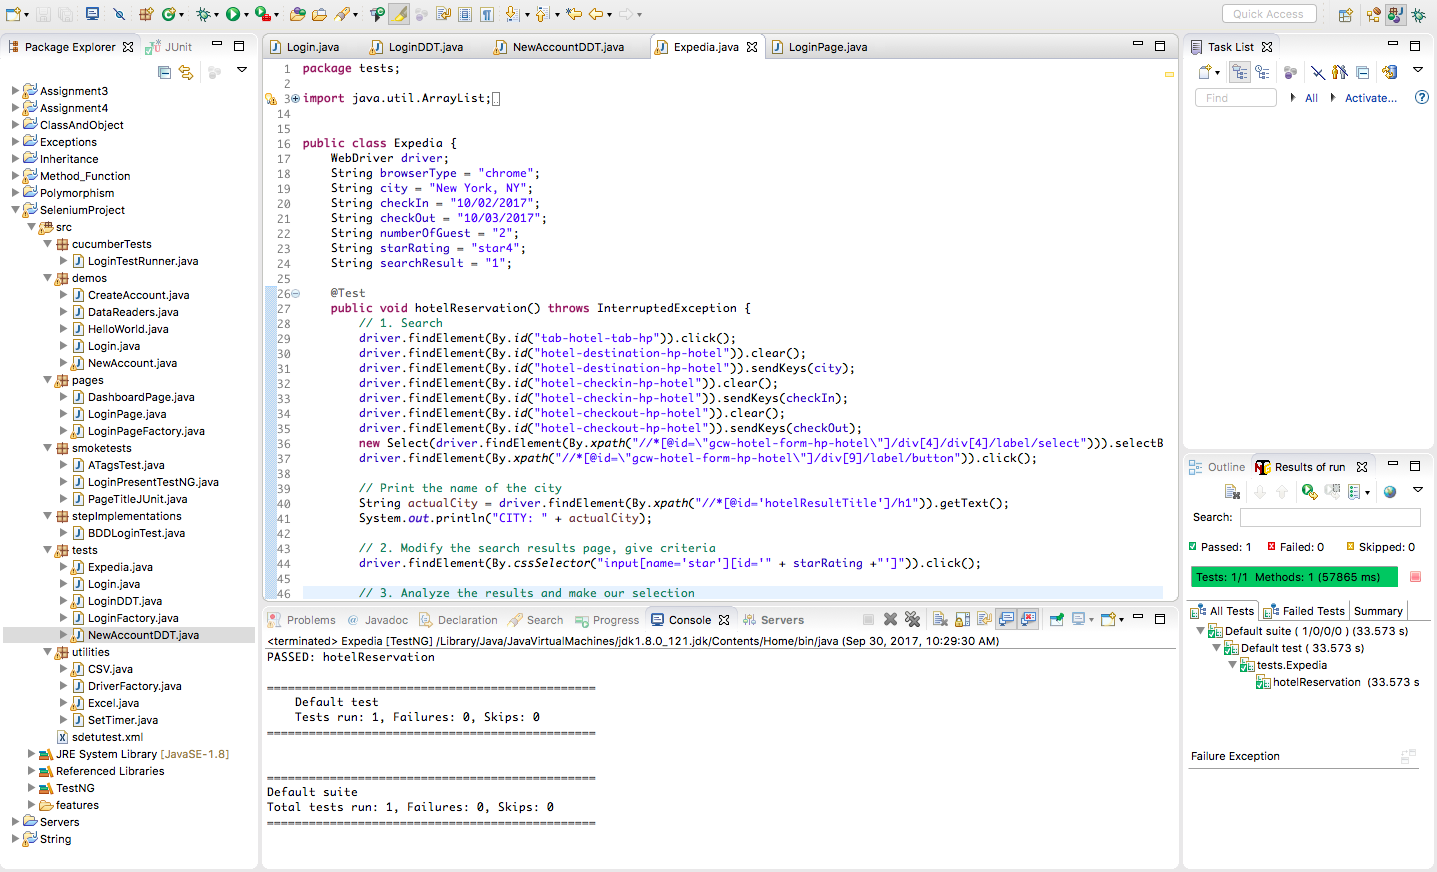 Quick Access
Package Explorer
JUnit
Assignment3
Assignment4
ClassAndObject
Exceptions
Inheritance
Method_Function
Polymorphism
SeleniumProject
src
cucumberTests
LoginTestRunner.java
demos
CreateAccount.java
DataReaders.java
HelloWorld.java
Login.java
NewAccount.java
pages
DashboardPage.java
LoginPage.java
LoginPageFactory.java
smoketests
ATagsTest.java
LoginPresentTestNG.java
PageTitleJUnit.java
stepImplementations
BDDLoginTest.java
tests
Expedia.java
Login.java
LoginDDT.java
LoginFactory.java
NewAccountDDT.java
utilities
CSV.java
DriverFactory.java
Excel.java
SetTimer.java
sdetutest.xml
JRE System Library [JavaSE-1.8]
Referenced Libraries
TestNG
features
Servers
String
Login.java LoginDDT.java NewAccountDDT.java Expedia.java LoginPage.java
1 package tests;
2
3 import java.util.ArrayList;
14
15
16 public class Expedia {
17 WebDriver driver;
18 String browserType = "chrome";
19 String city = "New York, NY";
20 String checkIn = "10/02/2017";
21 String checkOut = "10/03/2017";
22 String numberOfGuest = "2";
23 String starRating = "star4";
24 String searchResult = "1";
25
26 @Test
27 public void hotelReservation() throws InterruptedException {
28 // 1. Search
29 driver.findElement(By.id("tab-hotel-tab-hp")).click();
30 driver.findElement(By.id("hotel-destination-hp-hotel")).clear();
31 driver.findElement(By.id("hotel-destination-hp-hotel")).sendKeys(city);
32 driver.findElement(By.id("hotel-checkin-hp-hotel")).clear();
33 driver.findElement(By.id("hotel-checkin-hp-hotel")).sendKeys(checkIn);
34 driver.findElement(By.id("hotel-checkout-hp-hotel")).clear();
35 driver.findElement(By.id("hotel-checkout-hp-hotel")).sendKeys(checkOut);
36 new Select(driver.findElement(By.xpath("//*[@id=\"gcw-hotel-form-hp-hotel\"]/div[4]/div[4]/label/select"))).selectB
37 driver.findElement(By.xpath("//*[@id=\"gcw-hotel-form-hp-hotel\"]/div[9]/label/button")).click();
38
39 // Print the name of the city
40 String actualCity = driver.findElement(By.xpath("//*[@id='hotelResultTitle']/h1")).getText();
41 System.out.println("CITY: " + actualCity);
42
43 // 2. Modify the search results page, give criteria
44 driver.findElement(By.cssSelector("input[name='star'][id='" + starRating +"']")).click();
45
46 // 3. Analyze the results and make our selection
Problems Javadoc Declaration Search Progress Console Servers
<terminated> Expedia [TestNG] /Library/Java/JavaVirtualMachines/jdk1.8.0_121.jdk/Contents/Home/bin/java (Sep 30, 2017, 10:29:30 AM)
PASSED: hotelReservation
===============================================
Default test
Tests run: 1, Failures: 0, Skips: 0
===============================================
===============================================
Default suite
Total tests run: 1, Failures: 0, Skips: 0
===============================================
Task List
Find All Activate...
Outline Results of run
Search:
Passed: 1 Failed: 0 Skipped: 0
Tests: 1/1 Methods: 1 (57865 ms)
All Tests Failed Tests Summary
Default suite ( 1/0/0/0 ) (33.573 s)
Default test ( 33.573 s)
tests.Expedia
hotelReservation (33.573 s
Failure Exception